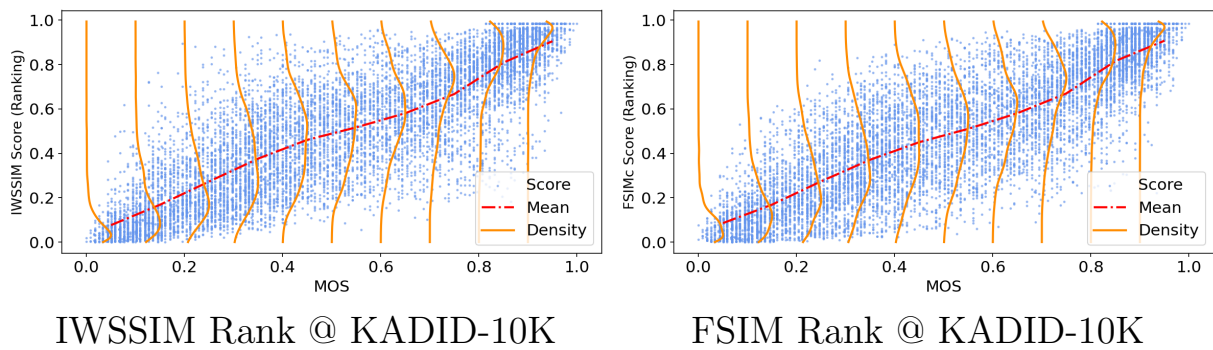 IWSSIM Score (Ranking)
1.0
0.8
0.6
0.4
0.2
0.0
Score
Mean
Density
0.0 0.2 0.4 0.6 0.8 1.0
MOS
IWSSIM Rank @ KADID-10K
FSIMc Score (Ranking)
1.0
0.8
0.6
0.4
0.2
0.0
Score
Mean
Density
0.0 0.2 0.4 0.6 0.8 1.0
MOS
FSIM Rank @ KADID-10K